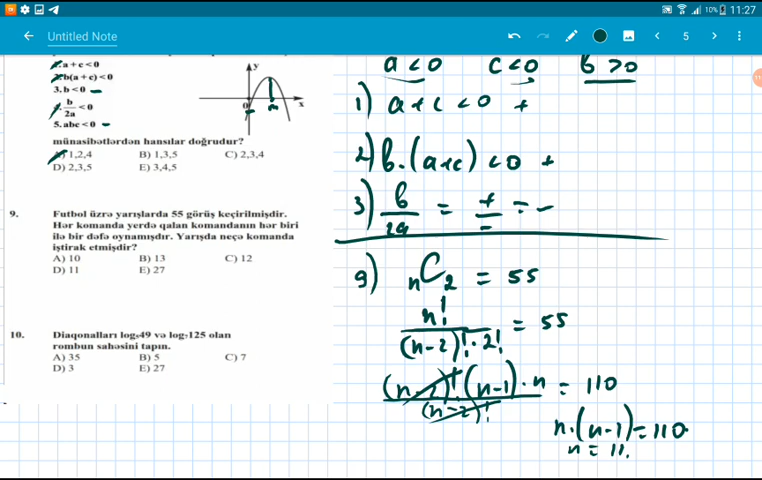 10% 11:27
Untitled Note
5
1.a + c < 0
2.b(a + c) < 0
3.b < 0 -
b
2a < 0
5.abc < 0 -
y
0
m
x
münasibətlərdən hansılar doğrudur?
A) 1,2,4 B) 1,3,5 C) 2,3,4
D) 2,3,5 E) 3,4,5
9. Futbol üzrə yarışlarda 55 görüş keçirilmişdir.
Hər komanda yerdə qalan komandanın hər biri
ilə bir dəfə oynamışdır. Yarışda neçə komanda
iştirak etmişdir?
A) 10 B) 13 C) 12
D) 11 E) 27
10. Diaqonalları log₅49 və log₇125 olan
rombun sahəsini tapın.
A) 35 B) 5 C) 7
D) 3 E) 27
a < 0 c < 0 b > 0
1) a + c < 0 +
2) b.(a+c) < 0 +
3) b/2a = +/- = -
9) nC2 = 55
n!/(n-2)!·2! = 55
(n-2)!(n-1)·n/(n-2)! = 110
n·(n-1) = 110
n = 11.